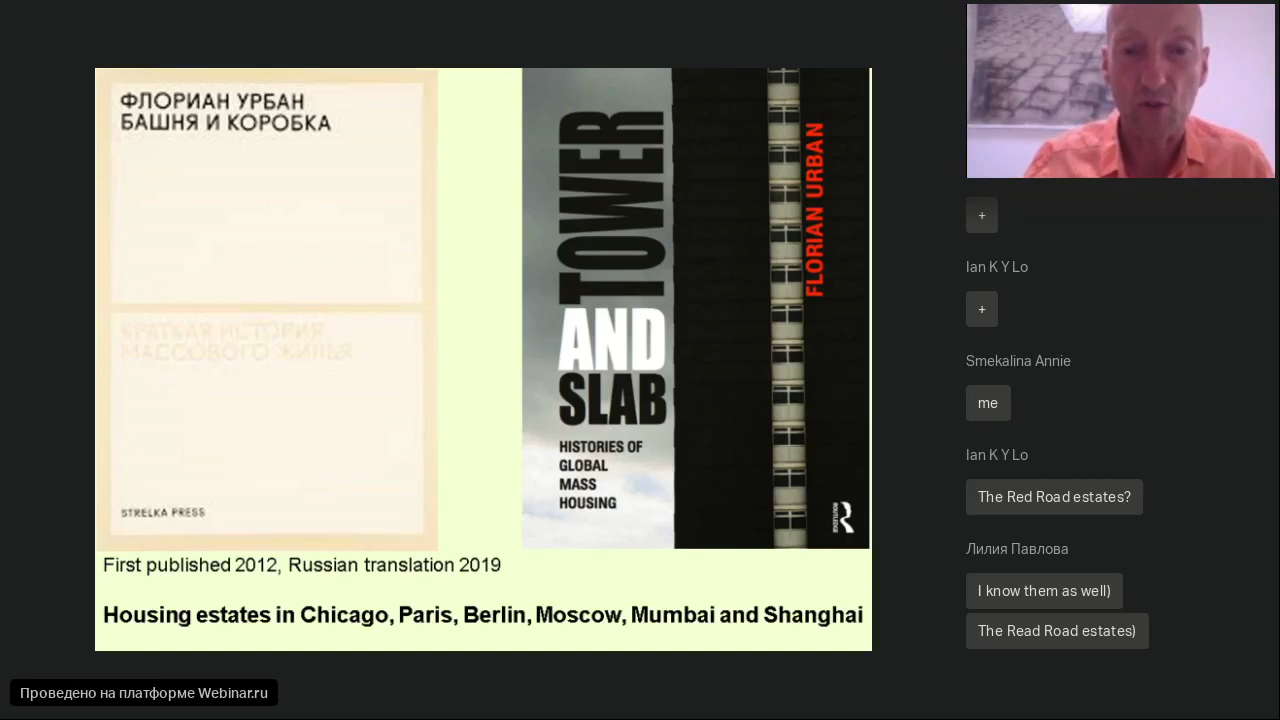 ФЛОРИАН УРБАН
БАШНЯ И КОРОБКА
КРАТКАЯ ИСТОРИЯ
МАССОВОГО ЖИЛЬЯ
STRELKA PRESS
TOWER
AND
SLAB
HISTORIES OF
GLOBAL
MASS
HOUSING
FLORIAN URBAN
ROUTLEDGE
First published 2012, Russian translation 2019
Housing estates in Chicago, Paris, Berlin, Moscow, Mumbai and Shanghai
+
Ian K Y Lo
+
Smekalina Annie
me
Ian K Y Lo
The Red Road estates?
Лилия Павлова
I know them as well)
The Read Road estates)
Проведено на платформе Webinar.ru